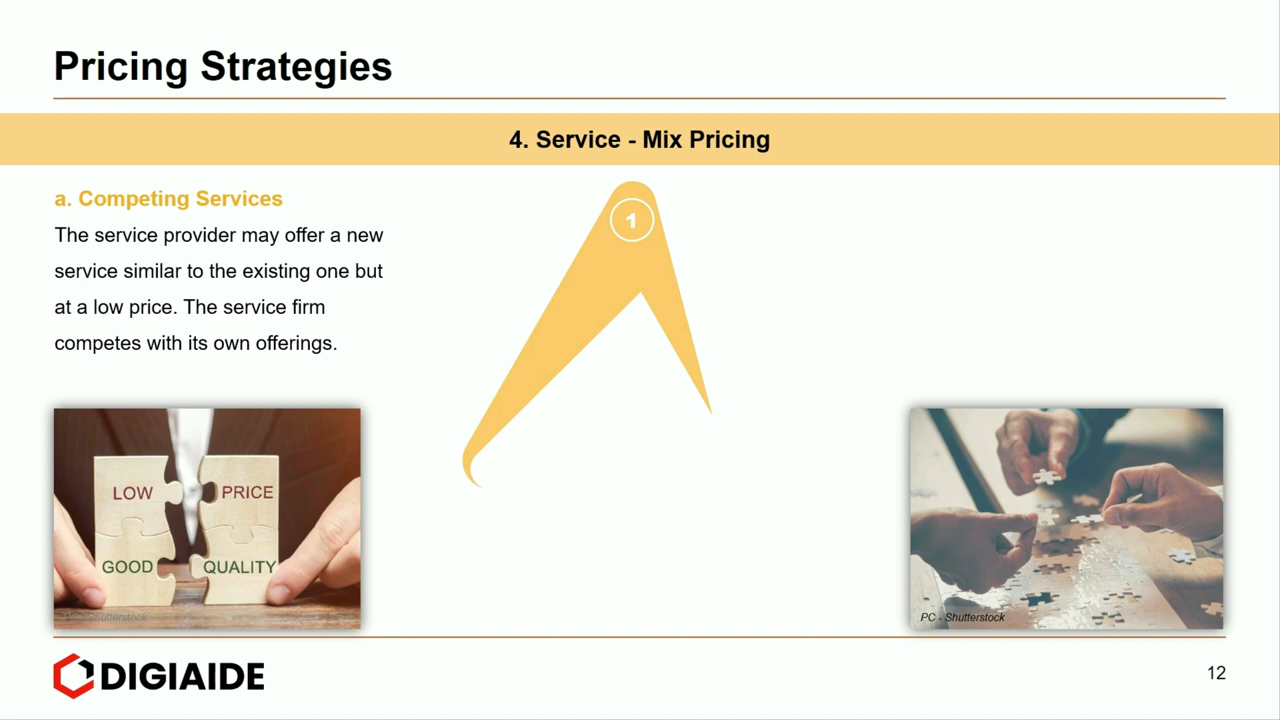 Pricing Strategies
4. Service - Mix Pricing
a. Competing Services
The service provider may offer a new
service similar to the existing one but
at a low price. The service firm
competes with its own offerings.
1
LOW PRICE
GOOD QUALITY
PC - Shutterstock
PC - Shutterstock
DIGIAIDE
12